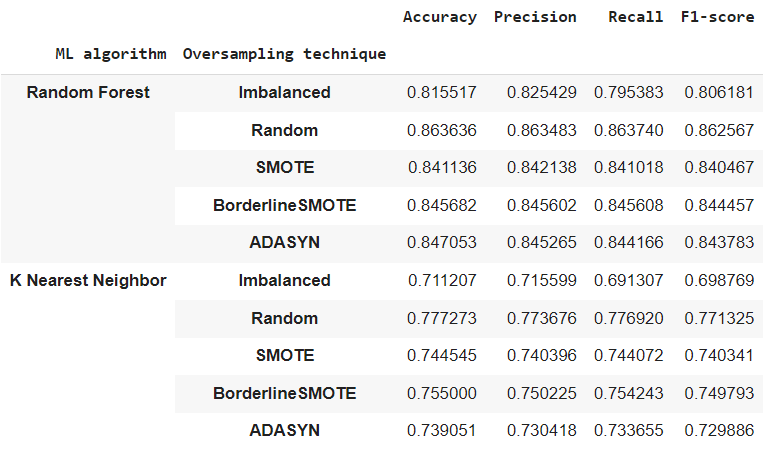 Accuracy Precision Recall F1-score
ML algorithm Oversampling technique
Random Forest Imbalanced 0.815517 0.825429 0.795383 0.806181
Random 0.863636 0.863483 0.863740 0.862567
SMOTE 0.841136 0.842138 0.841018 0.840467
BorderlineSMOTE 0.845682 0.845602 0.845608 0.844457
ADASYN 0.847053 0.845265 0.844166 0.843783
K Nearest Neighbor Imbalanced 0.711207 0.715599 0.691307 0.698769
Random 0.777273 0.773676 0.776920 0.771325
SMOTE 0.744545 0.740396 0.744072 0.740341
BorderlineSMOTE 0.755000 0.750225 0.754243 0.749793
ADASYN 0.739051 0.730418 0.733655 0.729886